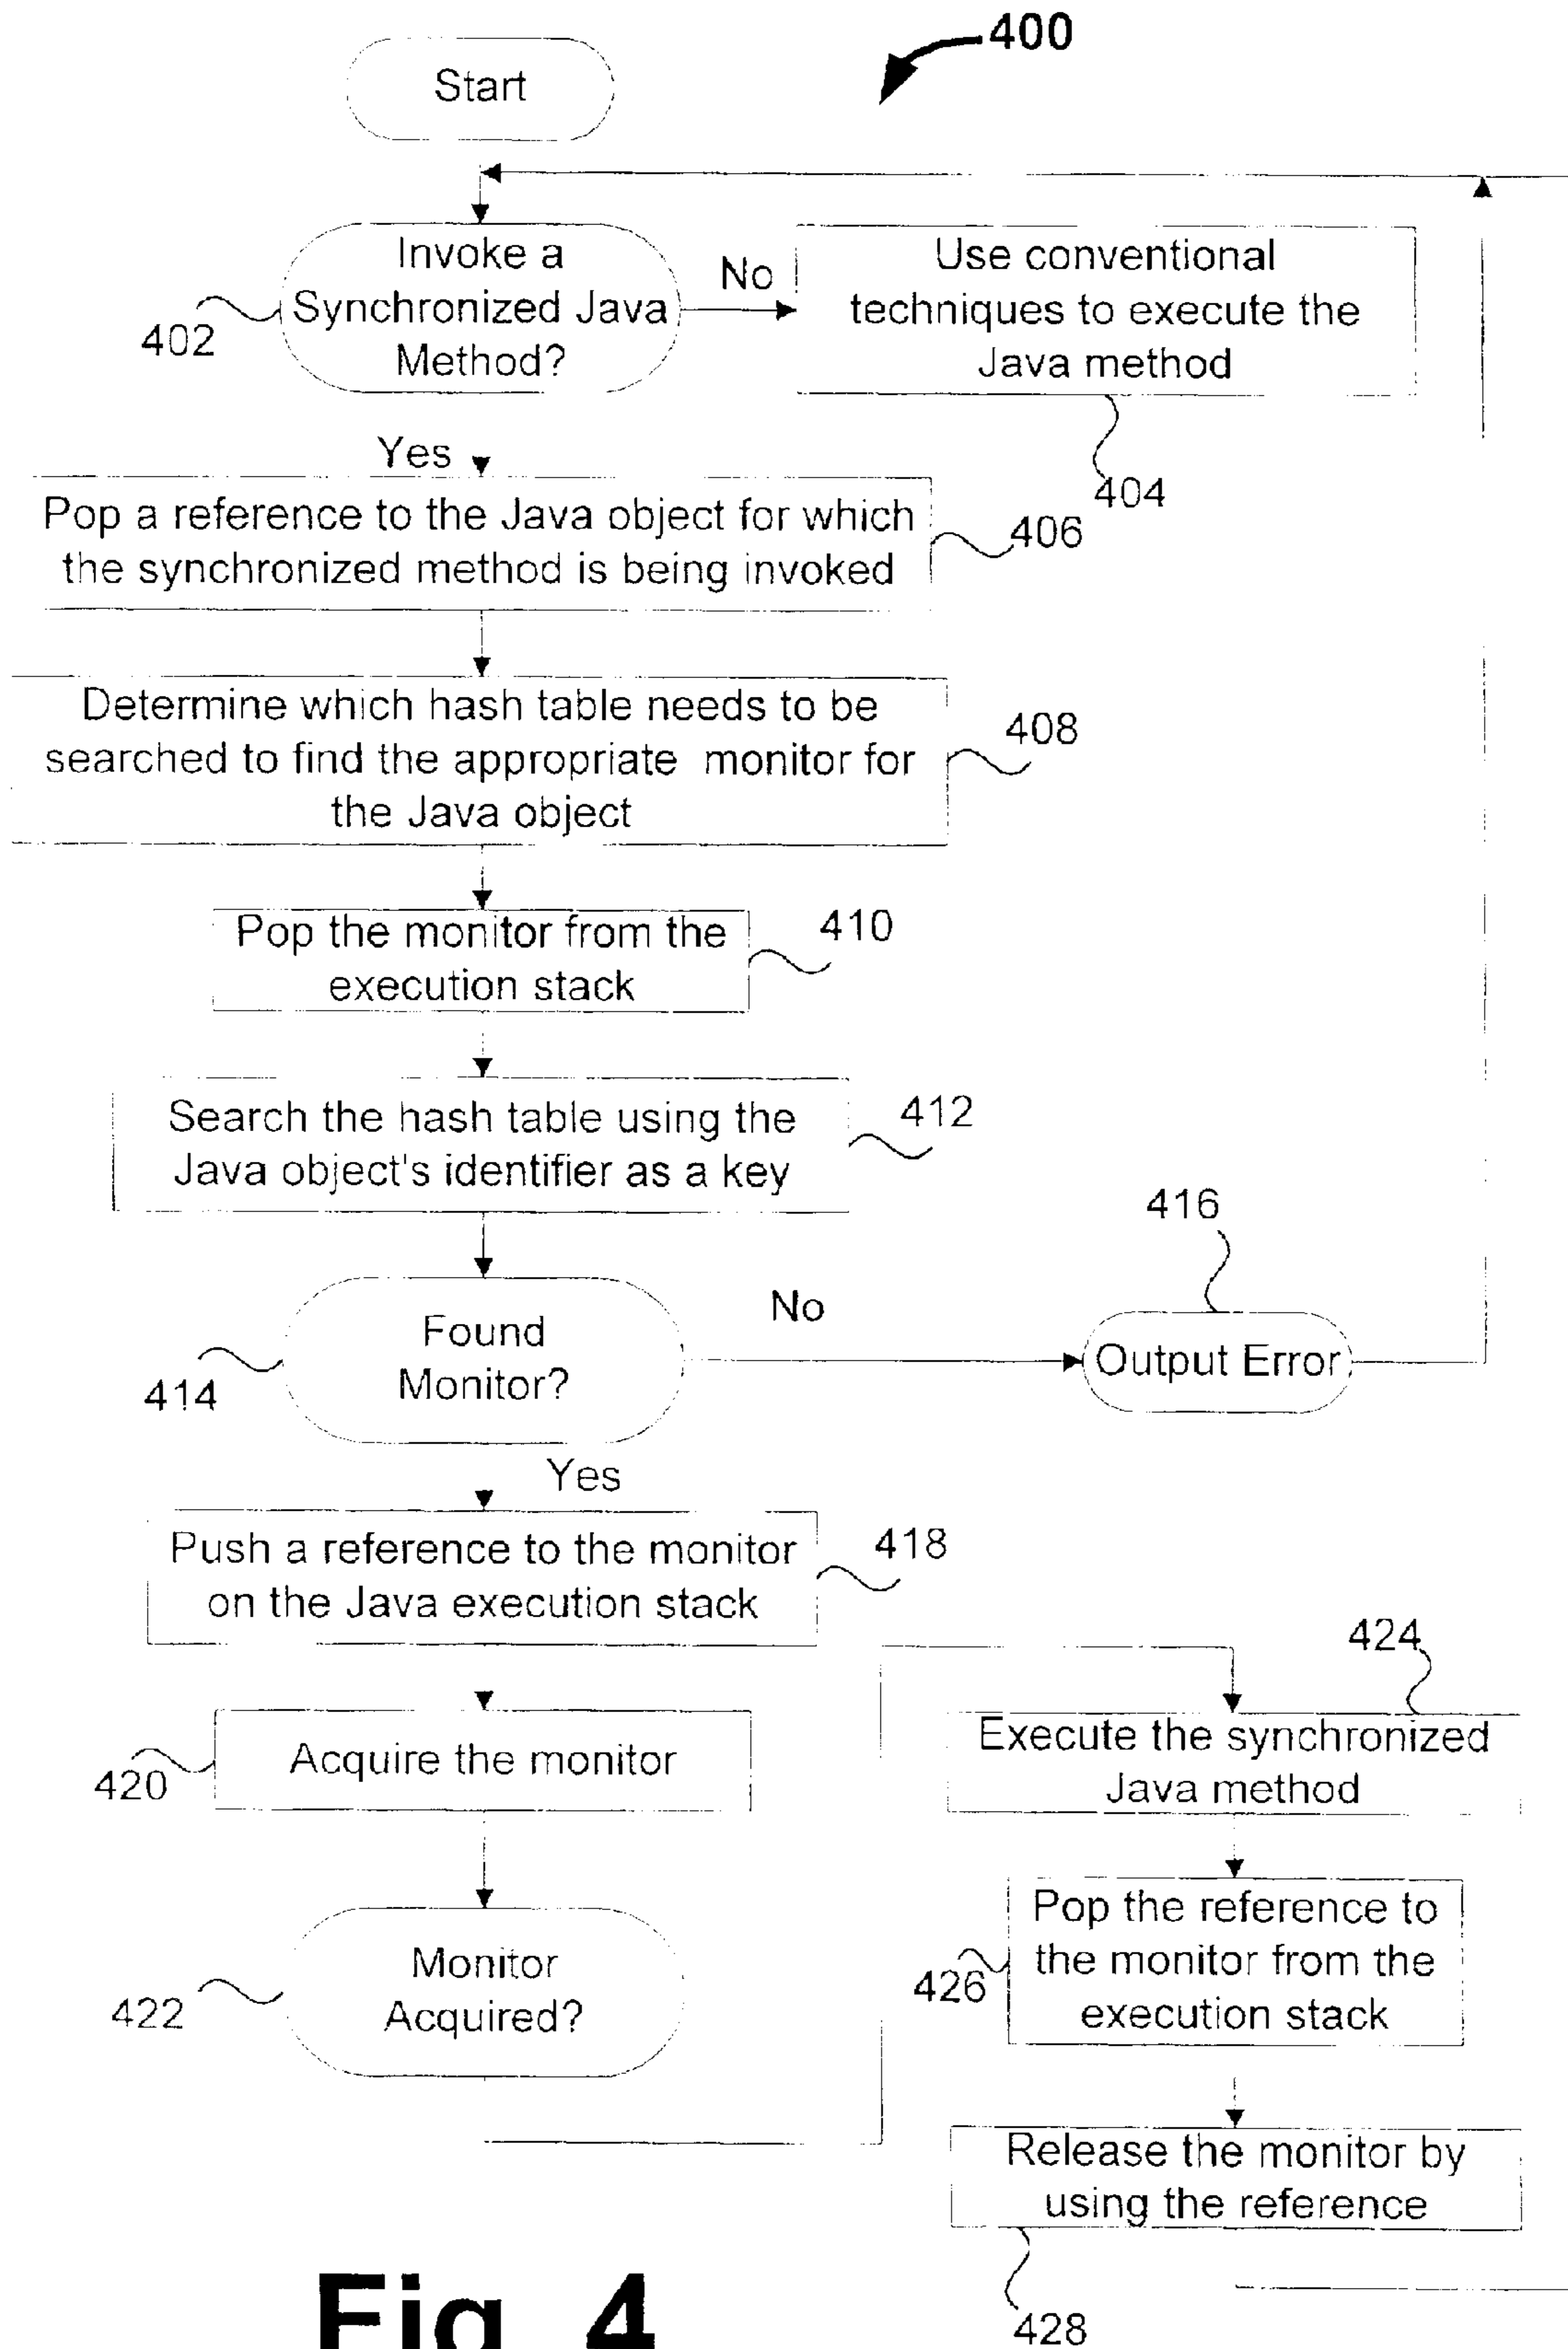 400
Start
Invoke a
Synchronized Java
Method?
402
No
Use conventional
techniques to execute the
Java method
404
Yes
Pop a reference to the Java object for which
the synchronized method is being invoked
406
Determine which hash table needs to be
searched to find the appropriate monitor for
the Java object
408
Pop the monitor from the
execution stack
410
Search the hash table using the
Java object's identifier as a key
412
Found
Monitor?
414
No
416
Output Error
Yes
Push a reference to the monitor
on the Java execution stack
418
Acquire the monitor
420
Monitor
Acquired?
422
424
Execute the synchronized
Java method
Pop the reference to
the monitor from the
execution stack
426
Release the monitor by
using the reference
428
Fig. 4